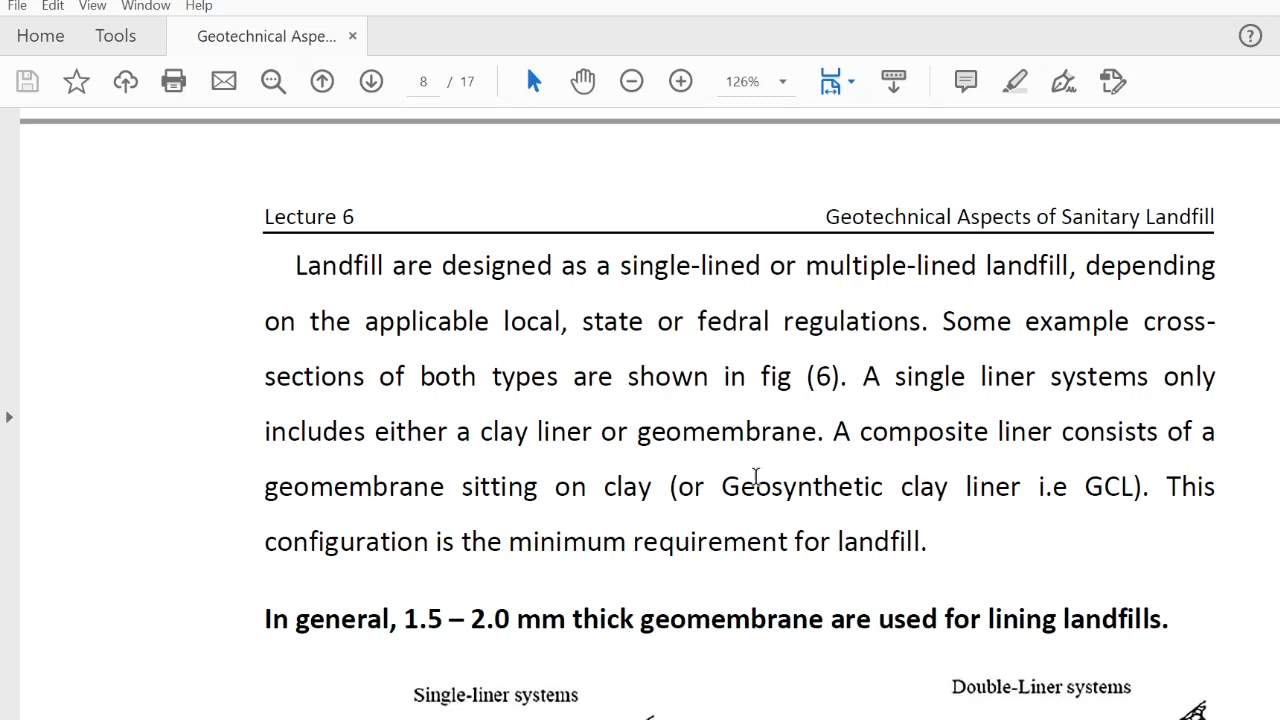 File Edit View Window Help
Home Tools Geotechnical Aspe... ×
8 / 17 126%
Lecture 6 Geotechnical Aspects of Sanitary Landfill
Landfill are designed as a single-lined or multiple-lined landfill, depending
on the applicable local, state or fedral regulations. Some example cross-
sections of both types are shown in fig (6). A single liner systems only
includes either a clay liner or geomembrane. A composite liner consists of a
geomembrane sitting on clay (or Geosynthetic clay liner i.e GCL). This
configuration is the minimum requirement for landfill.
In general, 1.5 – 2.0 mm thick geomembrane are used for lining landfills.
Single-liner systems Double-Liner systems